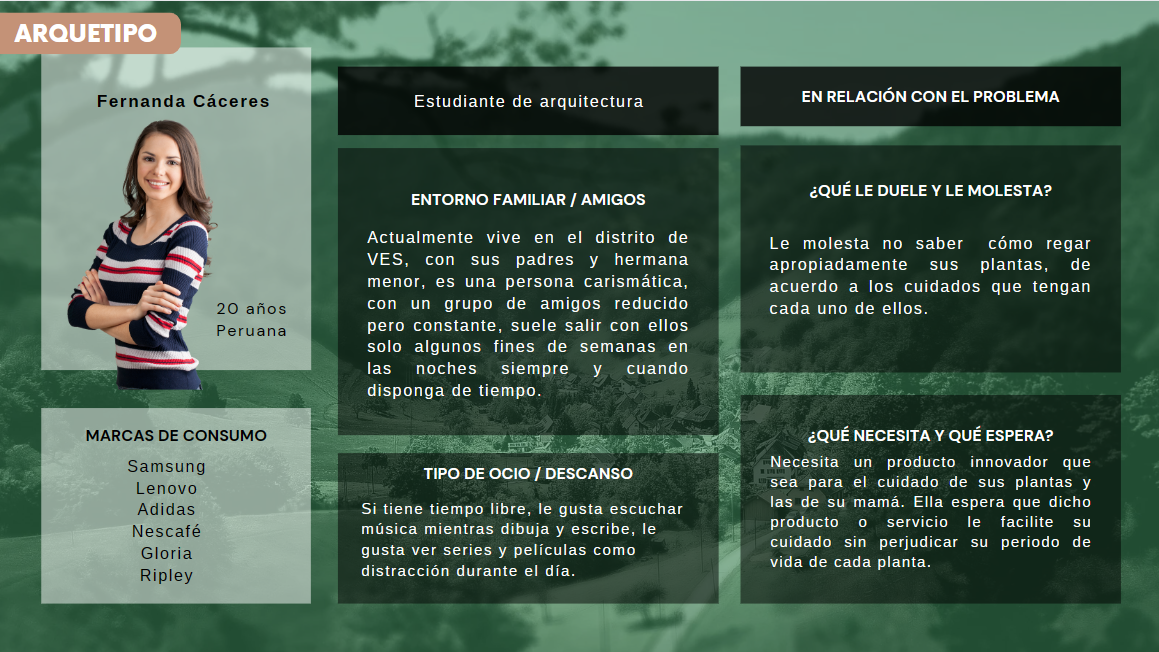 ARQUETIPO
Fernanda Cáceres
20 años
Peruana
MARCAS DE CONSUMO
Samsung
Lenovo
Adidas
Nescafé
Gloria
Ripley
Estudiante de arquitectura
ENTORNO FAMILIAR / AMIGOS
Actualmente vive en el distrito de
VES, con sus padres y hermana
menor, es una persona carismática,
con un grupo de amigos reducido
pero constante, suele salir con ellos
solo algunos fines de semanas en
las noches siempre y cuando
disponga de tiempo.
TIPO DE OCIO / DESCANSO
Si tiene tiempo libre, le gusta escuchar
música mientras dibuja y escribe, le
gusta ver series y películas como
distracción durante el día.
EN RELACIÓN CON EL PROBLEMA
¿QUÉ LE DUELE Y LE MOLESTA?
Le molesta no saber cómo regar
apropiadamente sus plantas, de
acuerdo a los cuidados que tengan
cada uno de ellos.
¿QUÉ NECESITA Y QUÉ ESPERA?
Necesita un producto innovador que
sea para el cuidado de sus plantas y
las de su mamá. Ella espera que dicho
producto o servicio le facilite su
cuidado sin perjudicar su periodo de
vida de cada planta.